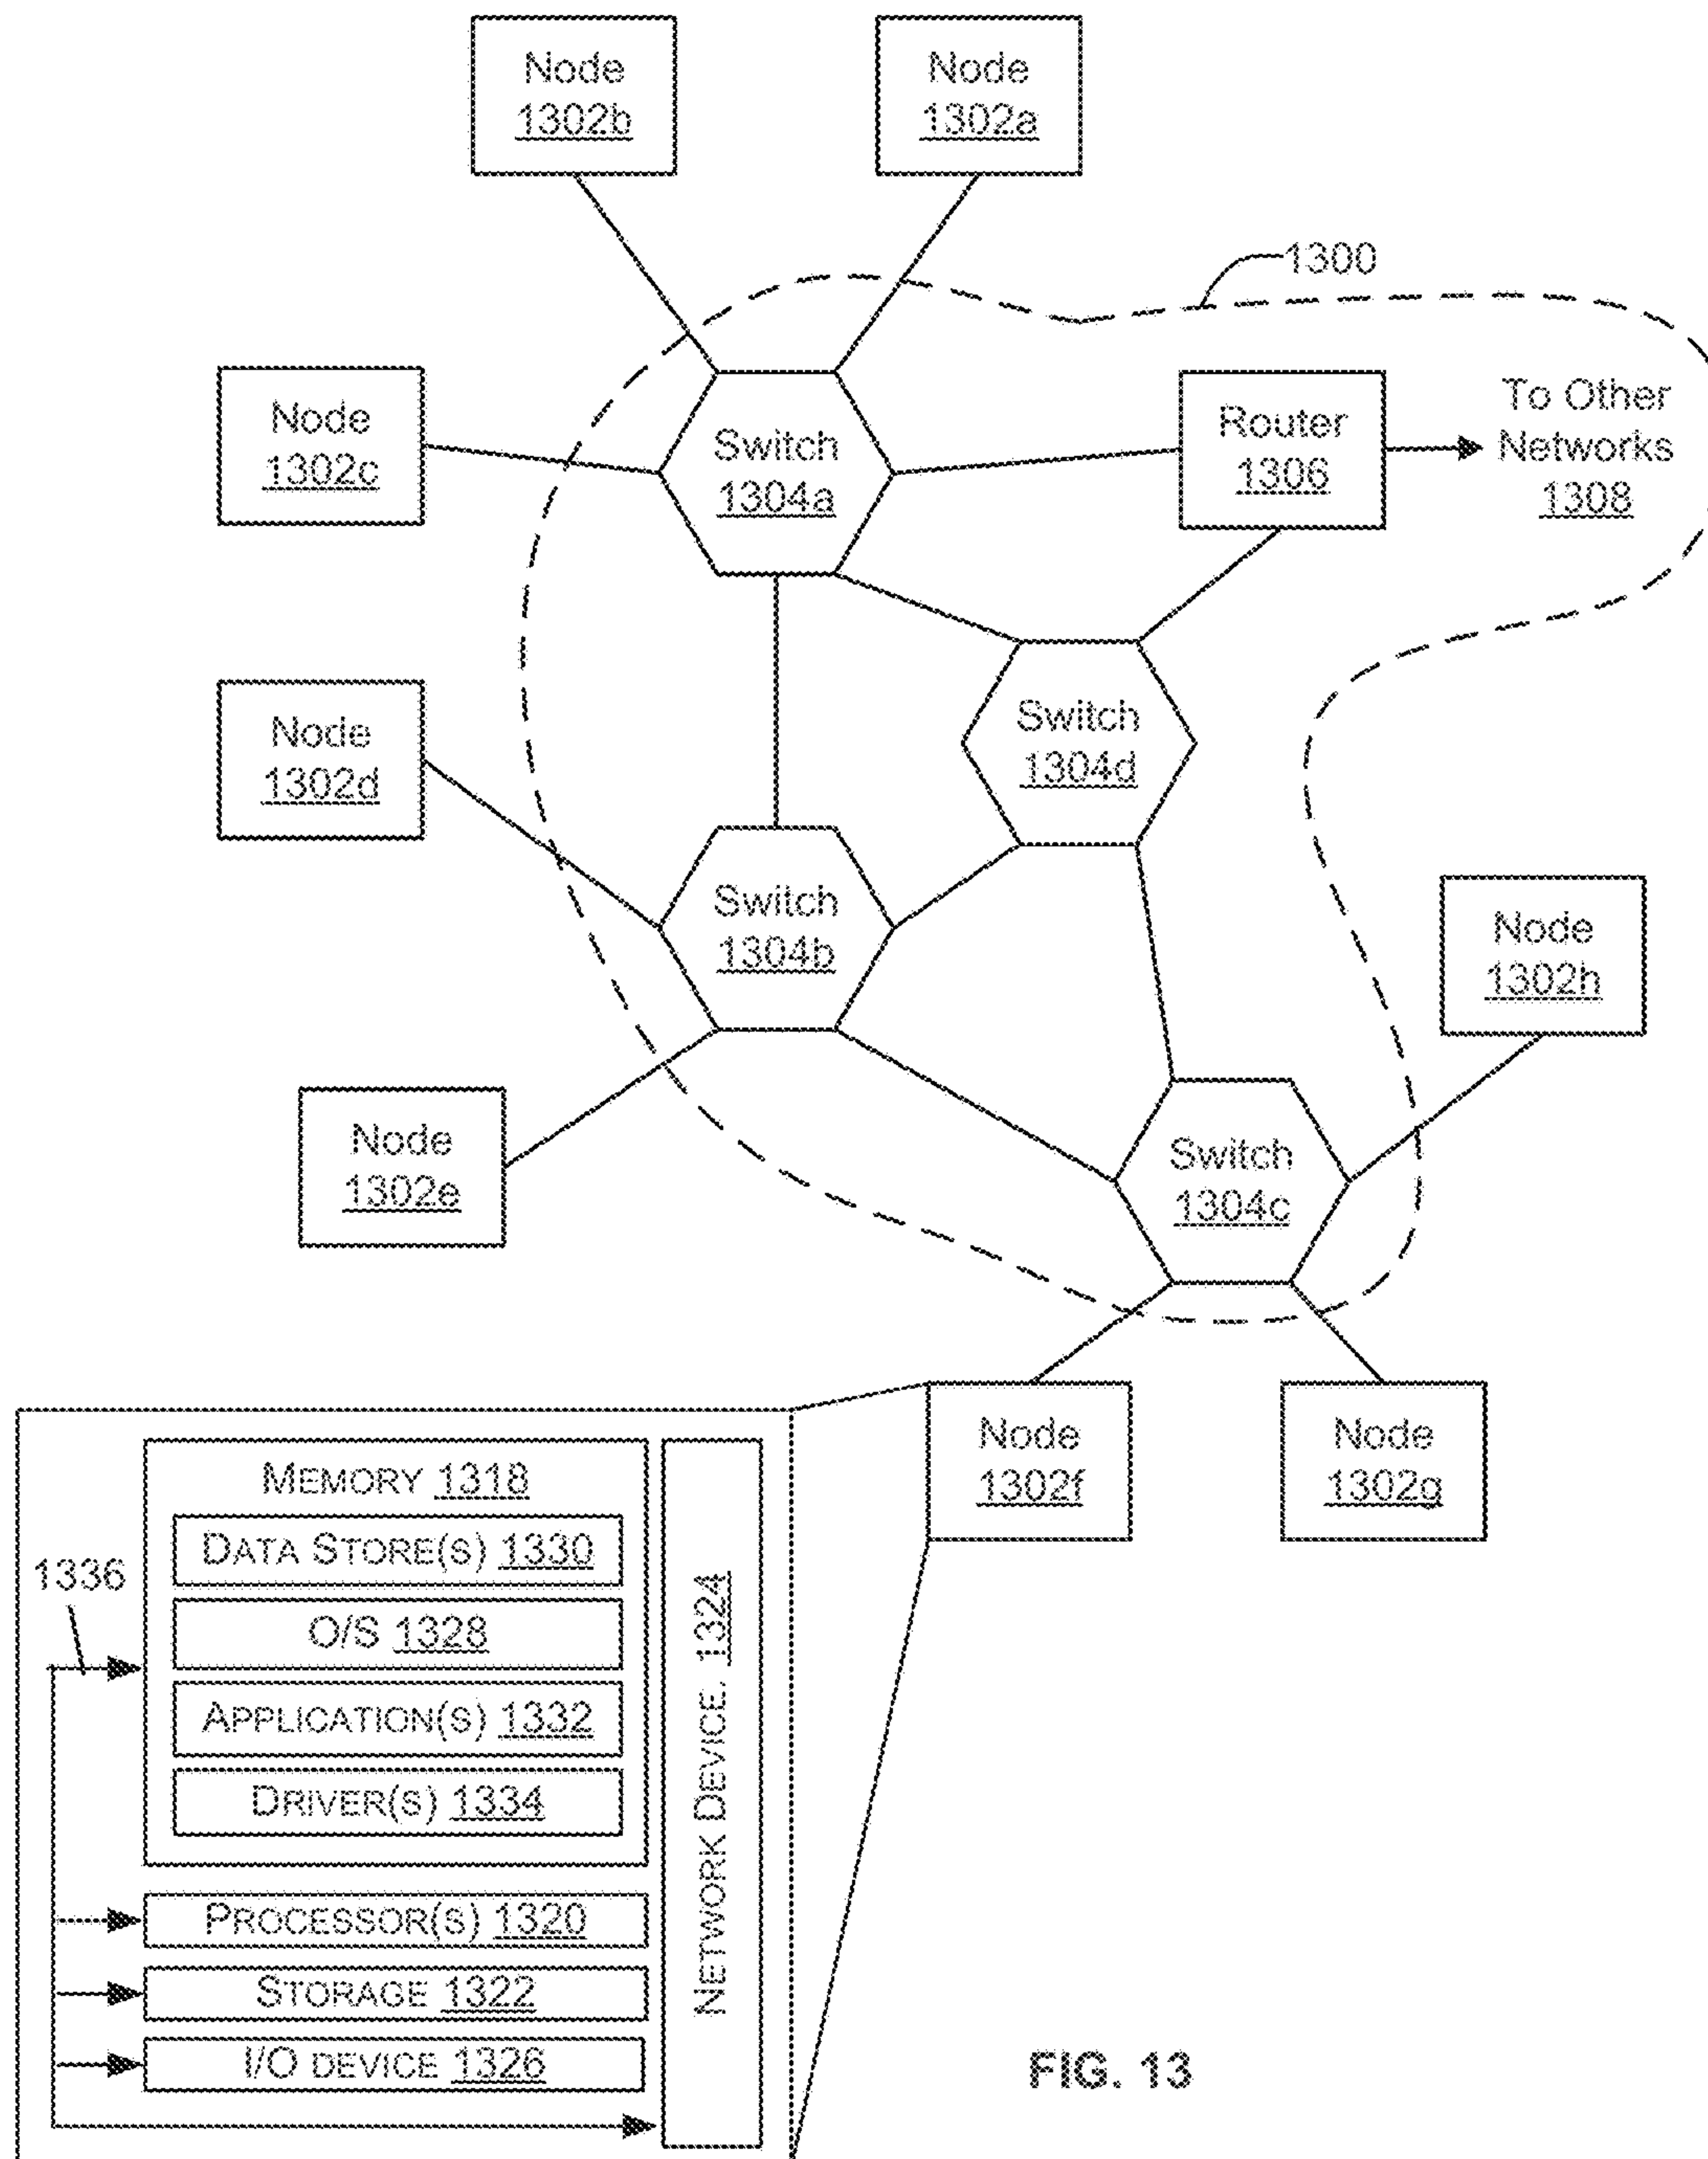 Node
1302b
Node
1302a
1300
Node
1302c
Switch
1304a
Router
1306
To Other
Networks
1308
Node
1302d
Switch
1304d
Switch
1304b
Node
1302h
Node
1302e
Switch
1304c
Node
1302f
Node
1302g
MEMORY 1318
DATA STORE(S) 1330
1336
O/S 1328
APPLICATION(S) 1332
DRIVER(S) 1334
NETWORK DEVICE. 1324
PROCESSOR(S) 1320
STORAGE 1322
I/O DEVICE 1326
FIG. 13